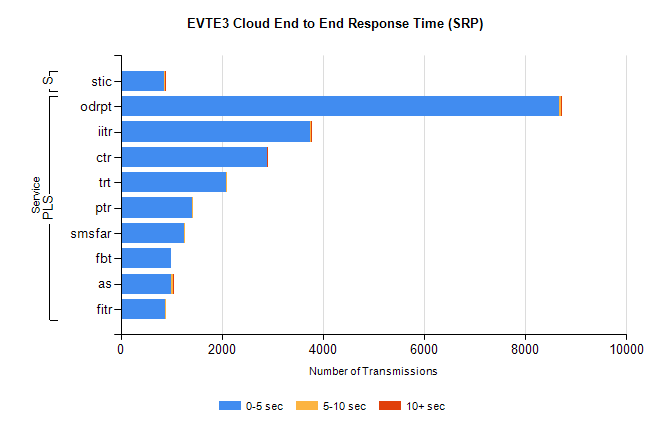 EVTE3 Cloud End to End Response Time (SRP)
S
stic
odrpt
iitr
ctr
trt
Service
PLS
ptr
smsfar
fbt
as
fitr
0 2000 4000 6000 8000 10000
Number of Transmissions
0-5 sec 5-10 sec 10+ sec